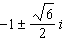 −1 ± √6/2 i